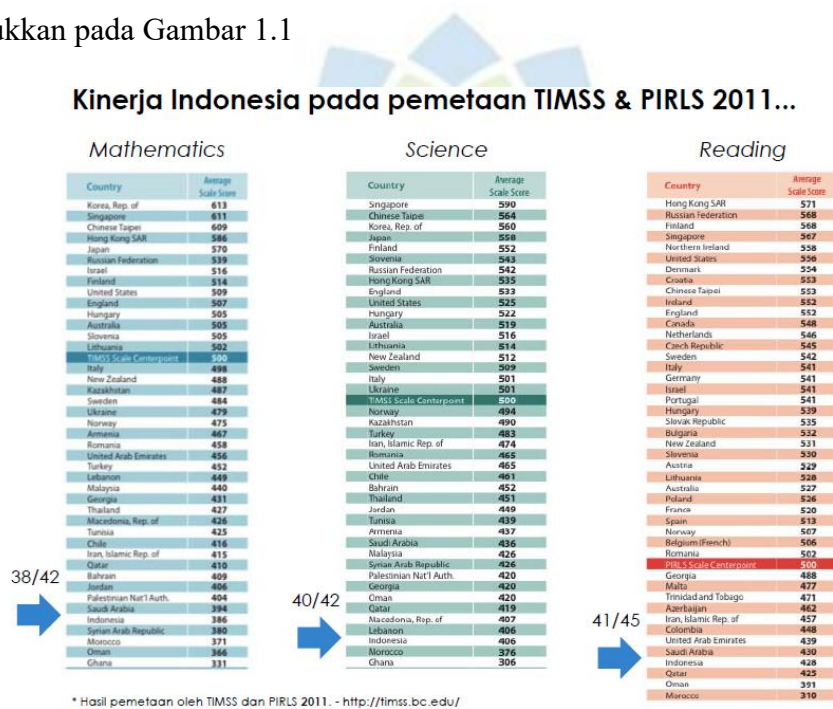 ukkan pada Gambar 1.1
Kinerja Indonesia pada pemetaan TIMSS & PIRLS 2011...
Mathematics
Country Average Scale Score
Korea, Rep. of 613
Singapore 611
Chinese Taipei 609
Hong Kong SAR 586
Japan 570
Russian Federation 539
Israel 516
Finland 514
United States 509
England 507
Hungary 505
Australia 505
Slovenia 505
Lithuania 502
TIMSS Scale Centerpoint 500
Italy 498
New Zealand 488
Kazakhstan 487
Sweden 484
Ukraine 479
Norway 475
Armenia 467
Romania 458
United Arab Emirates 456
Turkey 452
Lebanon 449
Malaysia 440
Georgia 431
Thailand 427
Macedonia, Rep. of 426
Tunisia 425
Chile 416
Iran, Islamic Rep. of 415
Qatar 410
Bahrain 409
Jordan 406
Palestinian Nat'l Auth. 404
Saudi Arabia 394
Indonesia 386
Syrian Arab Republic 380
Morocco 371
Oman 366
Ghana 331
38/42
Science
Country Average Scale Score
Singapore 590
Chinese Taipei 564
Korea, Rep. of 560
Japan 558
Finland 552
Slovenia 543
Russian Federation 542
Hong Kong SAR 535
England 533
United States 525
Hungary 522
Australia 519
Israel 516
Lithuania 514
New Zealand 512
Sweden 509
Italy 501
Ukraine 501
TIMSS Scale Centerpoint 500
Norway 494
Kazakhstan 490
Turkey 483
Iran, Islamic Rep. of 474
Romania 465
United Arab Emirates 465
Chile 461
Bahrain 452
Thailand 451
Jordan 449
Tunisia 439
Armenia 437
Saudi Arabia 436
Malaysia 426
Syrian Arab Republic 426
Palestinian Nat'l Auth. 420
Georgia 420
Oman 420
Qatar 419
Macedonia, Rep. of 407
Lebanon 406
Indonesia 406
Morocco 376
Ghana 306
40/42
Reading
Country Average Scale Score
Hong Kong SAR 571
Russian Federation 568
Finland 568
Singapore 567
Northern Ireland 558
United States 556
Denmark 554
Croatia 553
Chinese Taipei 553
Ireland 552
England 552
Canada 548
Netherlands 546
Czech Republic 545
Sweden 542
Italy 541
Germany 541
Israel 541
Portugal 541
Hungary 539
Slovak Republic 535
Bulgaria 532
New Zealand 531
Slovenia 530
Austria 529
Lithuania 528
Australia 527
Poland 526
France 520
Spain 513
Norway 507
Belgium (French) 506
Romania 502
PIRLS Scale Centerpoint 500
Georgia 488
Malta 477
Trinidad and Tobago 471
Azerbaijan 462
Iran, Islamic Rep. of 457
Colombia 448
United Arab Emirates 439
Saudi Arabia 430
Indonesia 428
Qatar 425
Oman 391
Morocco 310
41/45
* Hasil pemetaan oleh TIMSS dan PIRLS 2011. - http://timss.bc.edu/